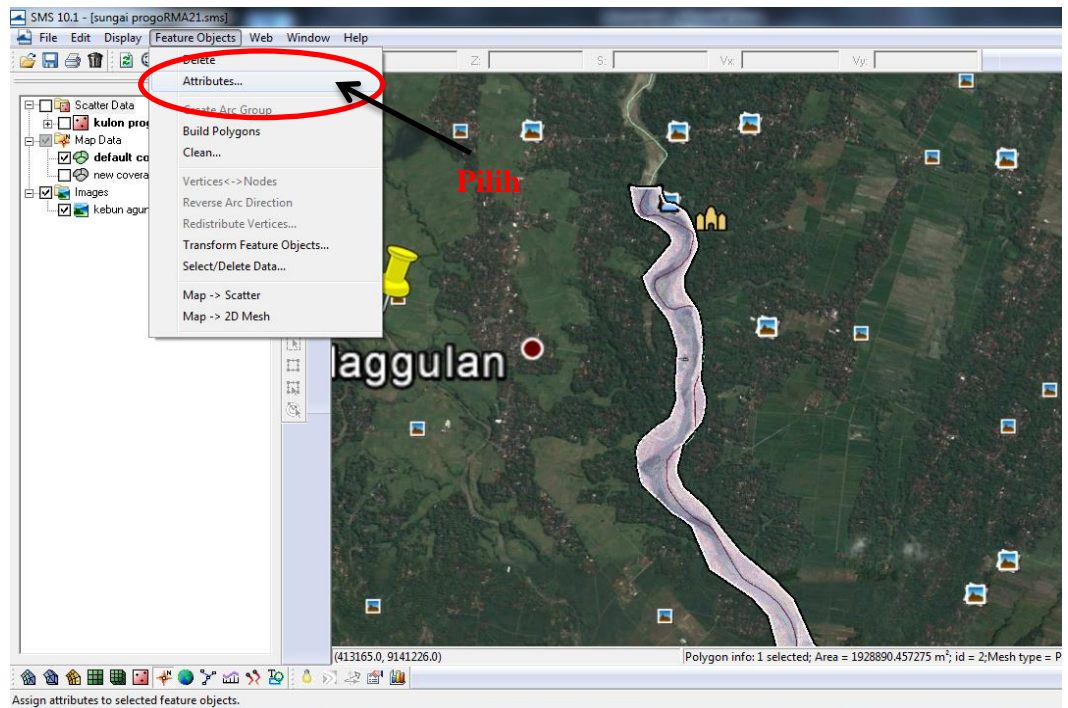 SMS 10.1 - [sungai progoRMA21.sms]
File Edit Display Feature Objects Web Window Help
Z: S: Vx: Vy:
Delete
Attributes...
Create Arc Group
Build Polygons
Clean...
Vertices<->Nodes
Reverse Arc Direction
Redistribute Vertices...
Transform Feature Objects...
Select/Delete Data...
Map -> Scatter
Map -> 2D Mesh
Scatter Data
kulon prog
Map Data
default co
new covera
Images
kebun agun
Pilih
laggulan
(413165.0, 9141226.0)
Polygon info: 1 selected; Area = 1928890.457275 m²; id = 2;Mesh type = P
Assign attributes to selected feature objects.